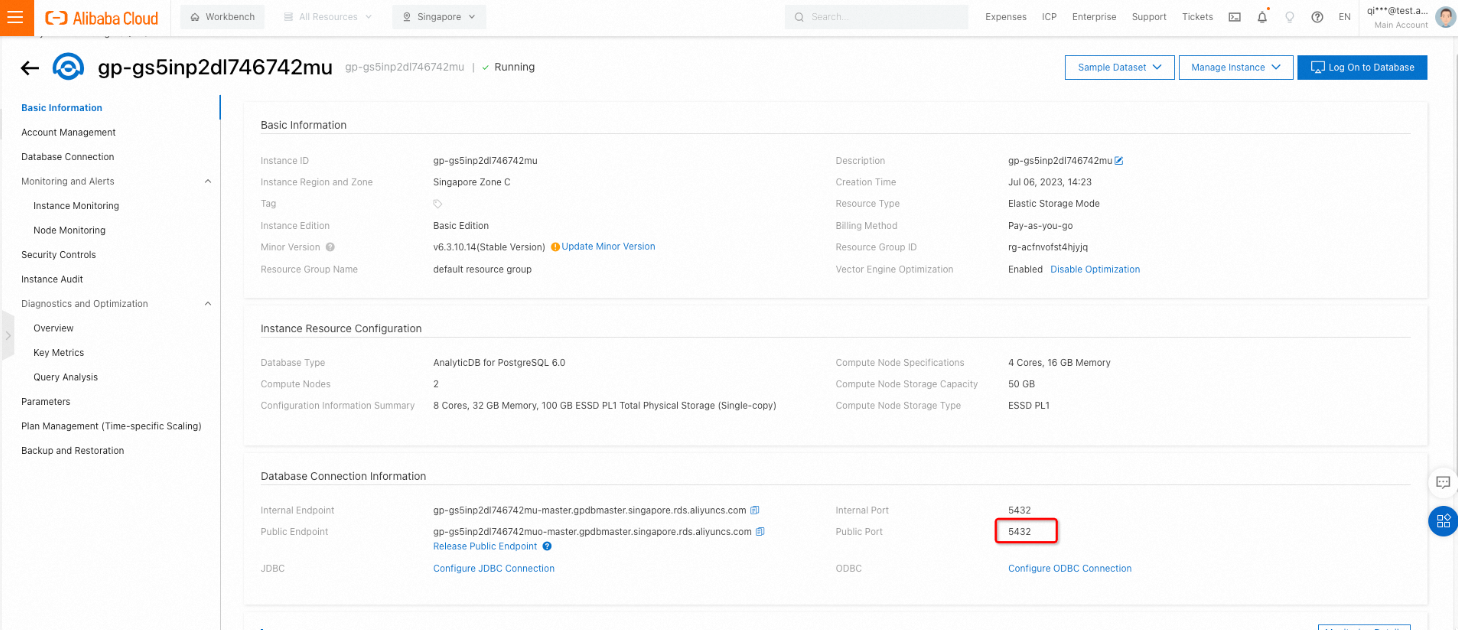 Alibaba Cloud Workbench All Resources Singapore Search... Expenses ICP Enterprise Support Tickets EN qi***@test.a...
Main Account
gp-gs5inp2dl746742mu gp-gs5inp2dl746742mu | Running Sample Dataset Manage Instance Log On to Database
Basic Information
Account Management
Database Connection
Monitoring and Alerts
Instance Monitoring
Node Monitoring
Security Controls
Instance Audit
Diagnostics and Optimization
Overview
Key Metrics
Query Analysis
Parameters
Plan Management (Time-specific Scaling)
Backup and Restoration
Basic Information
Instance ID gp-gs5inp2dl746742mu Description gp-gs5inp2dl746742mu
Instance Region and Zone Singapore Zone C Creation Time Jul 06, 2023, 14:23
Tag Resource Type Elastic Storage Mode
Instance Edition Basic Edition Billing Method Pay-as-you-go
Minor Version v6.3.10.14(Stable Version) Update Minor Version Resource Group ID rg-acfnvofst4hjyjq
Resource Group Name default resource group Vector Engine Optimization Enabled Disable Optimization
Instance Resource Configuration
Database Type AnalyticDB for PostgreSQL 6.0 Compute Node Specifications 4 Cores, 16 GB Memory
Compute Nodes 2 Compute Node Storage Capacity 50 GB
Configuration Information Summary 8 Cores, 32 GB Memory, 100 GB ESSD PL1 Total Physical Storage (Single-copy) Compute Node Storage Type ESSD PL1
Database Connection Information
Internal Endpoint gp-gs5inp2dl746742mu-master.gpdbmaster.singapore.rds.aliyuncs.com Internal Port 5432
Public Endpoint gp-gs5inp2dl746742muo-master.gpdbmaster.singapore.rds.aliyuncs.com Public Port 5432
Release Public Endpoint
JDBC Configure JDBC Connection ODBC Configure ODBC Connection